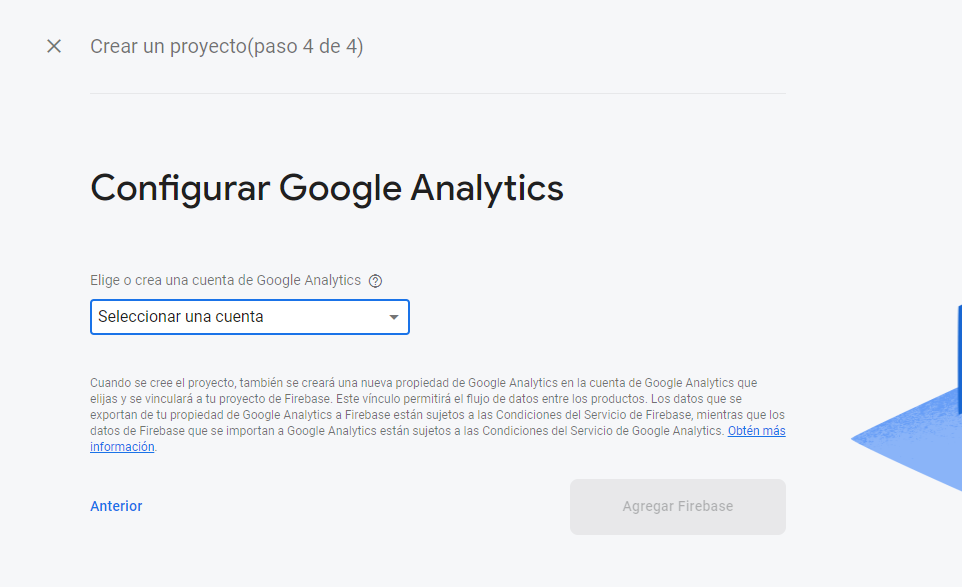 Crear un proyecto(paso 4 de 4)
Configurar Google Analytics
Elige o crea una cuenta de Google Analytics
Seleccionar una cuenta
Cuando se cree el proyecto, también se creará una nueva propiedad de Google Analytics en la cuenta de Google Analytics que
elijas y se vinculará a tu proyecto de Firebase. Este vínculo permitirá el flujo de datos entre los productos. Los datos que se
exportan de tu propiedad de Google Analytics a Firebase están sujetos a las Condiciones del Servicio de Firebase, mientras que los
datos de Firebase que se importan a Google Analytics están sujetos a las Condiciones del Servicio de Google Analytics. Obtén más
información.
Anterior
Agregar Firebase